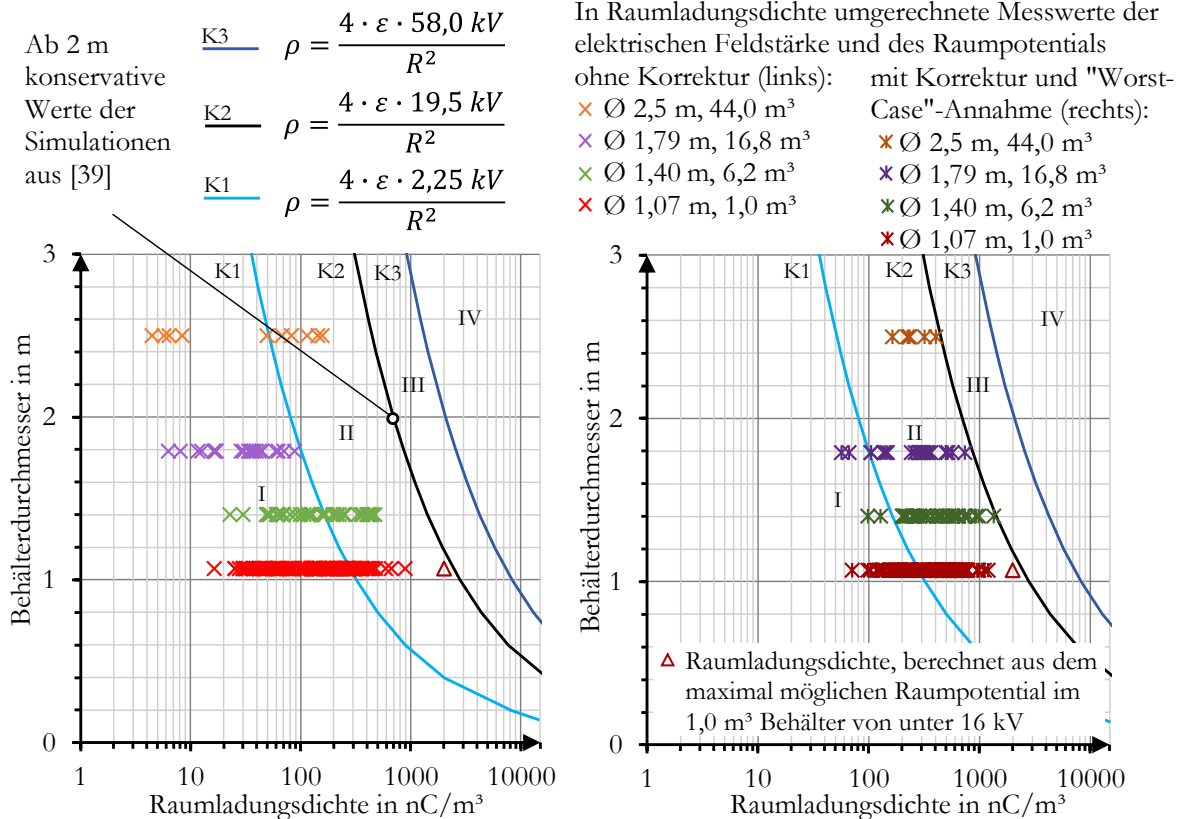 Ab 2 m
konservative
Werte der
Simulationen
aus [39]
K3 ρ = 4 · ε · 58,0 kV / R²
K2 ρ = 4 · ε · 19,5 kV / R²
K1 ρ = 4 · ε · 2,25 kV / R²
In Raumladungsdichte umgerechnete Messwerte der
elektrischen Feldstärke und des Raumpotentials
ohne Korrektur (links):
× Ø 2,5 m, 44,0 m³
× Ø 1,79 m, 16,8 m³
× Ø 1,40 m, 6,2 m³
× Ø 1,07 m, 1,0 m³
mit Korrektur und "Worst-
Case"-Annahme (rechts):
Ø 2,5 m, 44,0 m³
Ø 1,79 m, 16,8 m³
Ø 1,40 m, 6,2 m³
Ø 1,07 m, 1,0 m³
Behälterdurchmesser in m
3
2
1
0
K1 K2 K3
IV
III
II
I
1 10 100 1000 10000
Raumladungsdichte in nC/m³
Behälterdurchmesser in m
3
2
1
0
K1 K2 K3
IV
III
II
I
Δ Raumladungsdichte, berechnet aus dem
maximal möglichen Raumpotential im
1,0 m³ Behälter von unter 16 kV
1 10 100 1000 10000
Raumladungsdichte in nC/m³